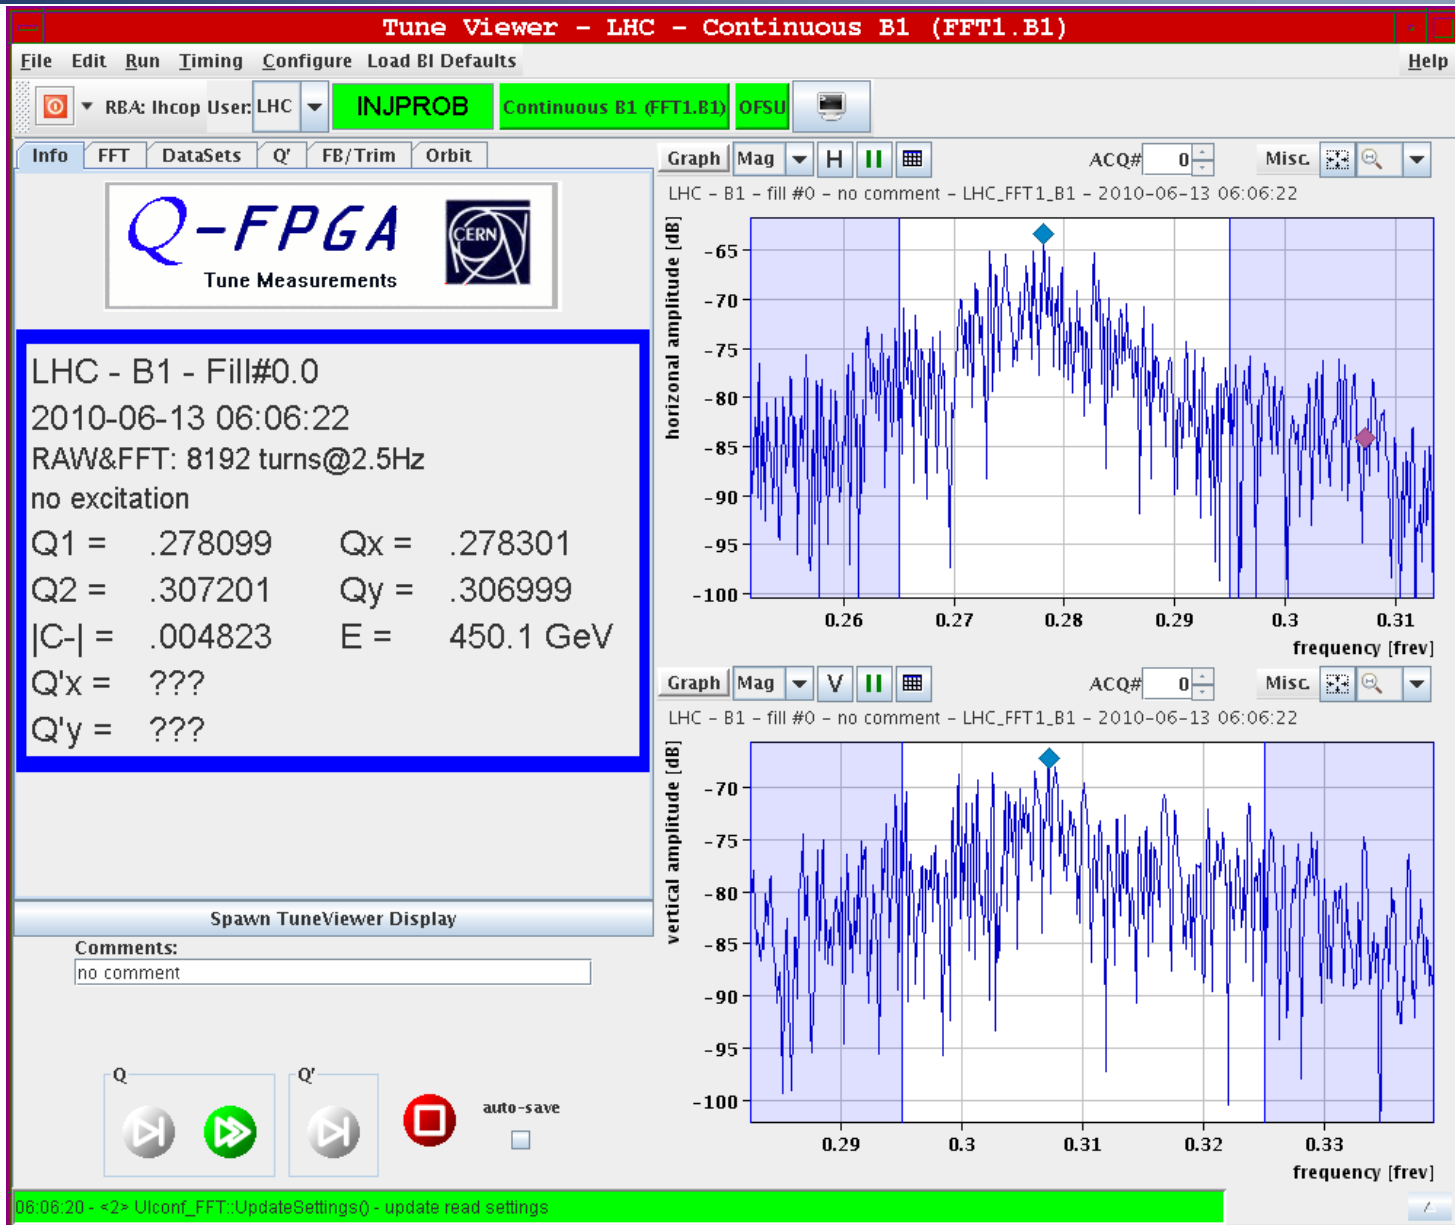 Tune Viewer - LHC - Continuous B1 (FFT1.B1)
File Edit Run Timing Configure Load BI Defaults Help
RBA: lhcop User: LHC INJPROB Continuous B1 (FFT1.B1) OFSU
Info FFT DataSets Q' FB/Trim Orbit
Q-FPGA
Tune Measurements
CERN
LHC - B1 - Fill#0.0
2010-06-13 06:06:22
RAW&FFT: 8192 turns@2.5Hz
no excitation
Q1 = .278099 Qx = .278301
Q2 = .307201 Qy = .306999
|C-| = .004823 E = 450.1 GeV
Q'x = ???
Q'y = ???
Spawn TuneViewer Display
Comments:
no comment
Q Q'
auto-save
Graph Mag H ACQ# 0 Misc.
LHC - B1 - fill #0 - no comment - LHC_FFT1_B1 - 2010-06-13 06:06:22
horizonal amplitude [dB]
-65
-70
-75
-80
-85
-90
-95
-100
0.26 0.27 0.28 0.29 0.3 0.31
frequency [frev]
Graph Mag V ACQ# 0 Misc.
LHC - B1 - fill #0 - no comment - LHC_FFT1_B1 - 2010-06-13 06:06:22
vertical amplitude [dB]
-70
-75
-80
-85
-90
-95
-100
0.29 0.3 0.31 0.32 0.33
frequency [frev]
06:06:20 - <2> UIconf_FFT::UpdateSettings() - update read settings